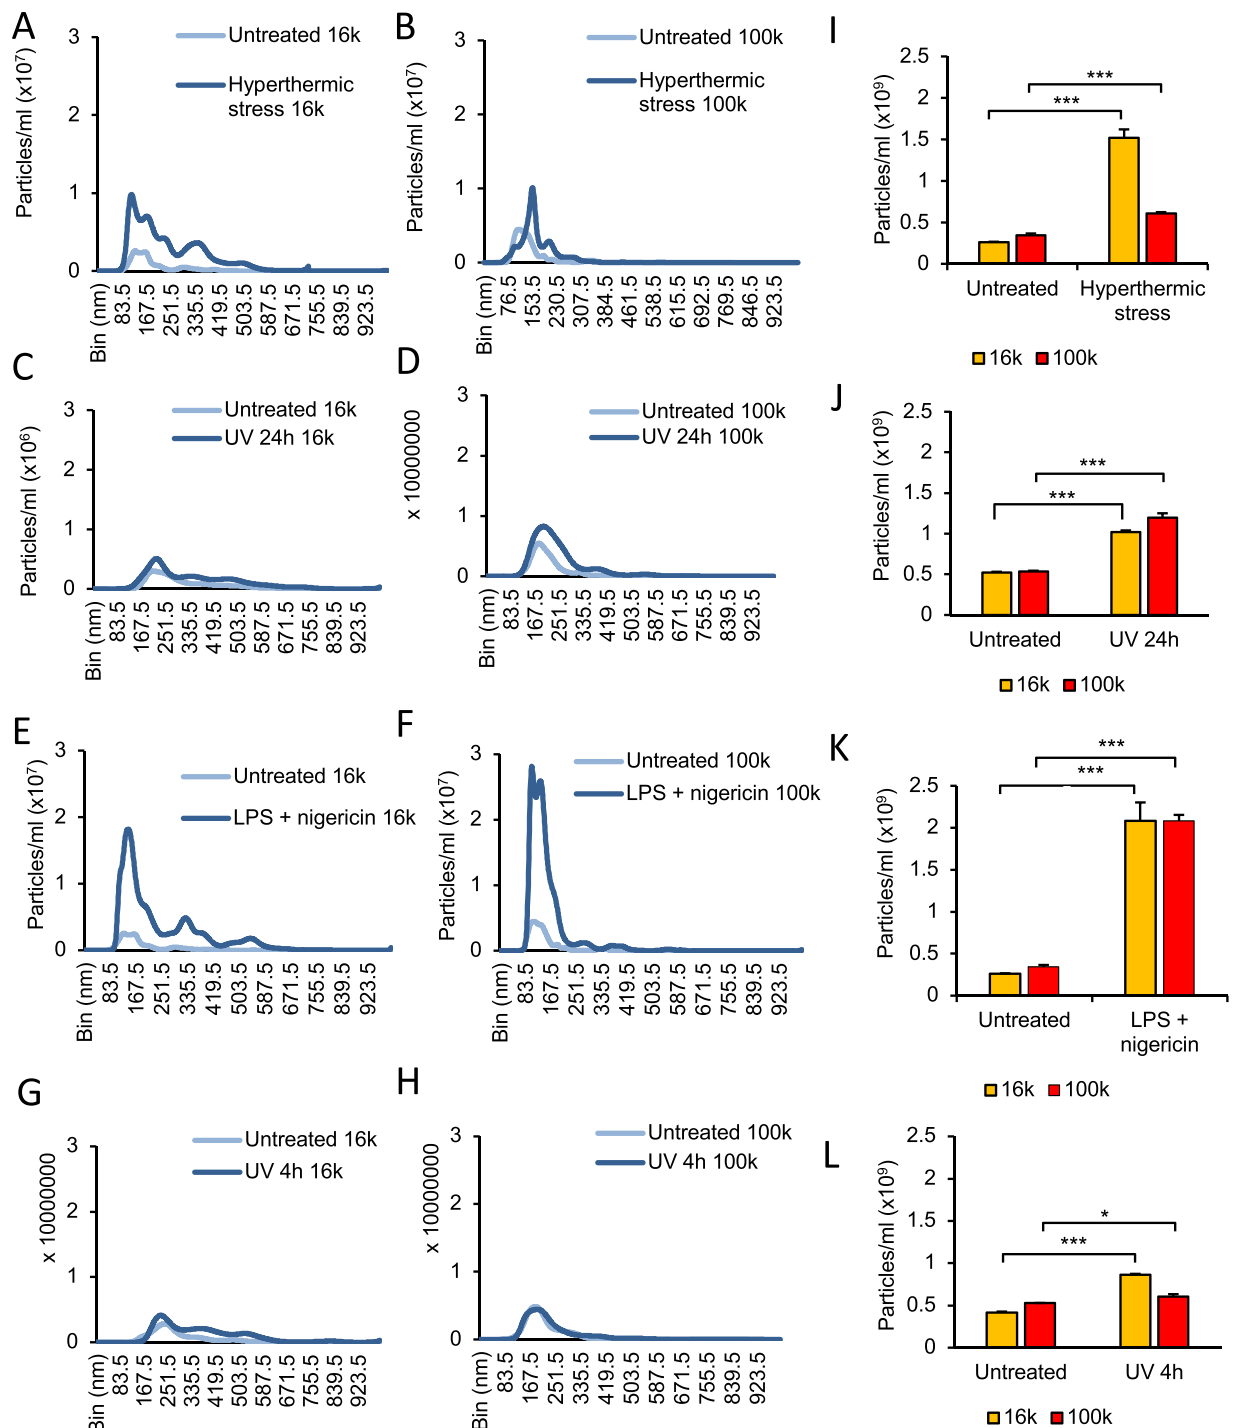 A
Particles/ml (x10⁷)
3
2
1
0
Untreated 16k
Hyperthermic
stress 16k
Bin (nm)
83.5
167.5
251.5
335.5
419.5
503.5
587.5
671.5
755.5
839.5
923.5
B
Particles/ml (x10⁷)
3
2
1
0
Untreated 100k
Hyperthermic
stress 100k
Bin (nm)
76.5
153.5
230.5
307.5
384.5
461.5
538.5
615.5
692.5
769.5
846.5
923.5
I
Particles/ml (x10⁹)
2.5
2
1.5
1
0.5
0
***
***
Untreated
Hyperthermic
stress
16k
100k
C
Particles/ml (x10⁶)
3
2
1
0
Untreated 16k
UV 24h 16k
Bin (nm)
83.5
167.5
251.5
335.5
419.5
503.5
587.5
671.5
755.5
839.5
923.5
D
x 10000000
3
2
1
0
Untreated 100k
UV 24h 100k
Bin (nm)
83.5
167.5
251.5
335.5
419.5
503.5
587.5
671.5
755.5
839.5
923.5
J
Particles/ml (x10⁹)
2.5
2
1.5
1
0.5
0
***
***
Untreated
UV 24h
16k
100k
E
Particles/ml (x10⁷)
3
2
1
0
Untreated 16k
LPS + nigericin 16k
Bin (nm)
83.5
167.5
251.5
335.5
419.5
503.5
587.5
671.5
755.5
839.5
923.5
F
Particles/ml (x10⁷)
3
2
1
0
Untreated 100k
LPS + nigericin 100k
Bin (nm)
83.5
167.5
251.5
335.5
419.5
503.5
587.5
671.5
755.5
839.5
923.5
K
Particles/ml (x10⁹)
2.5
2
1.5
1
0.5
0
***
***
Untreated
LPS +
nigericin
16k
100k
G
x 10000000
3
2
1
0
Untreated 16k
UV 4h 16k
Bin (nm)
83.5
167.5
251.5
335.5
419.5
503.5
587.5
671.5
755.5
839.5
923.5
H
x 10000000
3
2
1
0
Untreated 100k
UV 4h 100k
Bin (nm)
83.5
167.5
251.5
335.5
419.5
503.5
587.5
671.5
755.5
839.5
923.5
L
Particles/ml (x10⁹)
2.5
2
1.5
1
0.5
0
*
***
Untreated
UV 4h
16k
100k